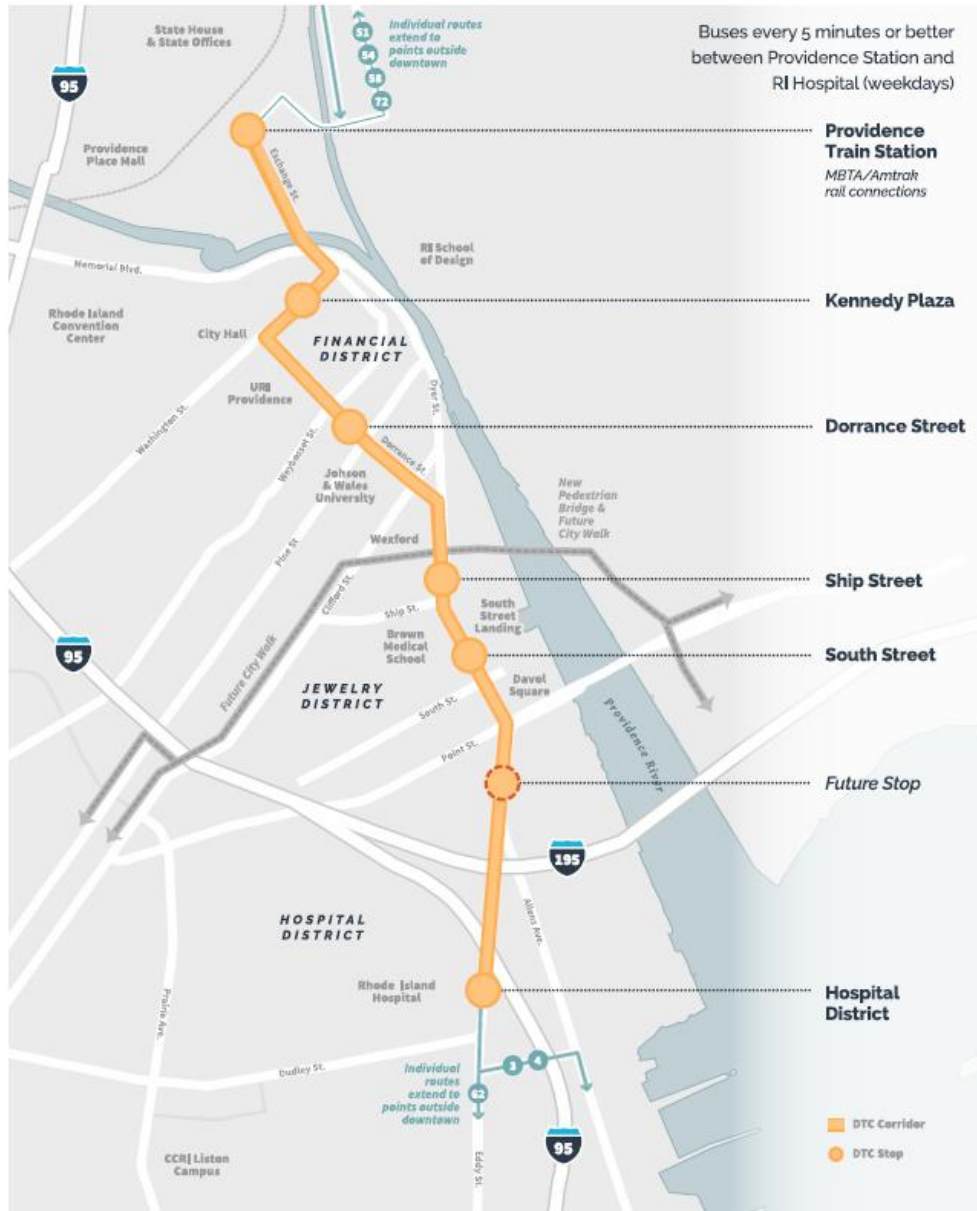 State House
& State Offices
Individual routes
extend to
points outside
downtown
51
54
58
72
Buses every 5 minutes or better
between Providence Station and
RI Hospital (weekdays)
95
Providence
Place Mall
Exchange St.
Providence
Train Station
MBTA/Amtrak
rail connections
RI School
of Design
Memorial Blvd.
Kennedy Plaza
Rhode Island
Convention
Center
City Hall
FINANCIAL
DISTRICT
URI
Providence
Dyer St.
Washington St.
Weybosset St.
Dorrance St.
Dorrance Street
Johson
& Wales
University
New
Pedestrian
Bridge &
Future
City Walk
Pine St
Wexford
Clifford St.
Ship Street
Ship St.
South
Street
Landing
Brown
Medical
School
95
Future City Walk
South Street
JEWELRY
DISTRICT
Davol
Square
South St.
Point St.
Providence River
Future Stop
195
HOSPITAL
DISTRICT
Allens Ave.
Rhode Island
Hospital
Hospital
District
Prairie Ave.
Dudley St.
Individual
routes
extend to
points outside
downtown
3
4
95
Eddy St.
CCRI Liston
Campus
DTC Corridor
DTC Stop